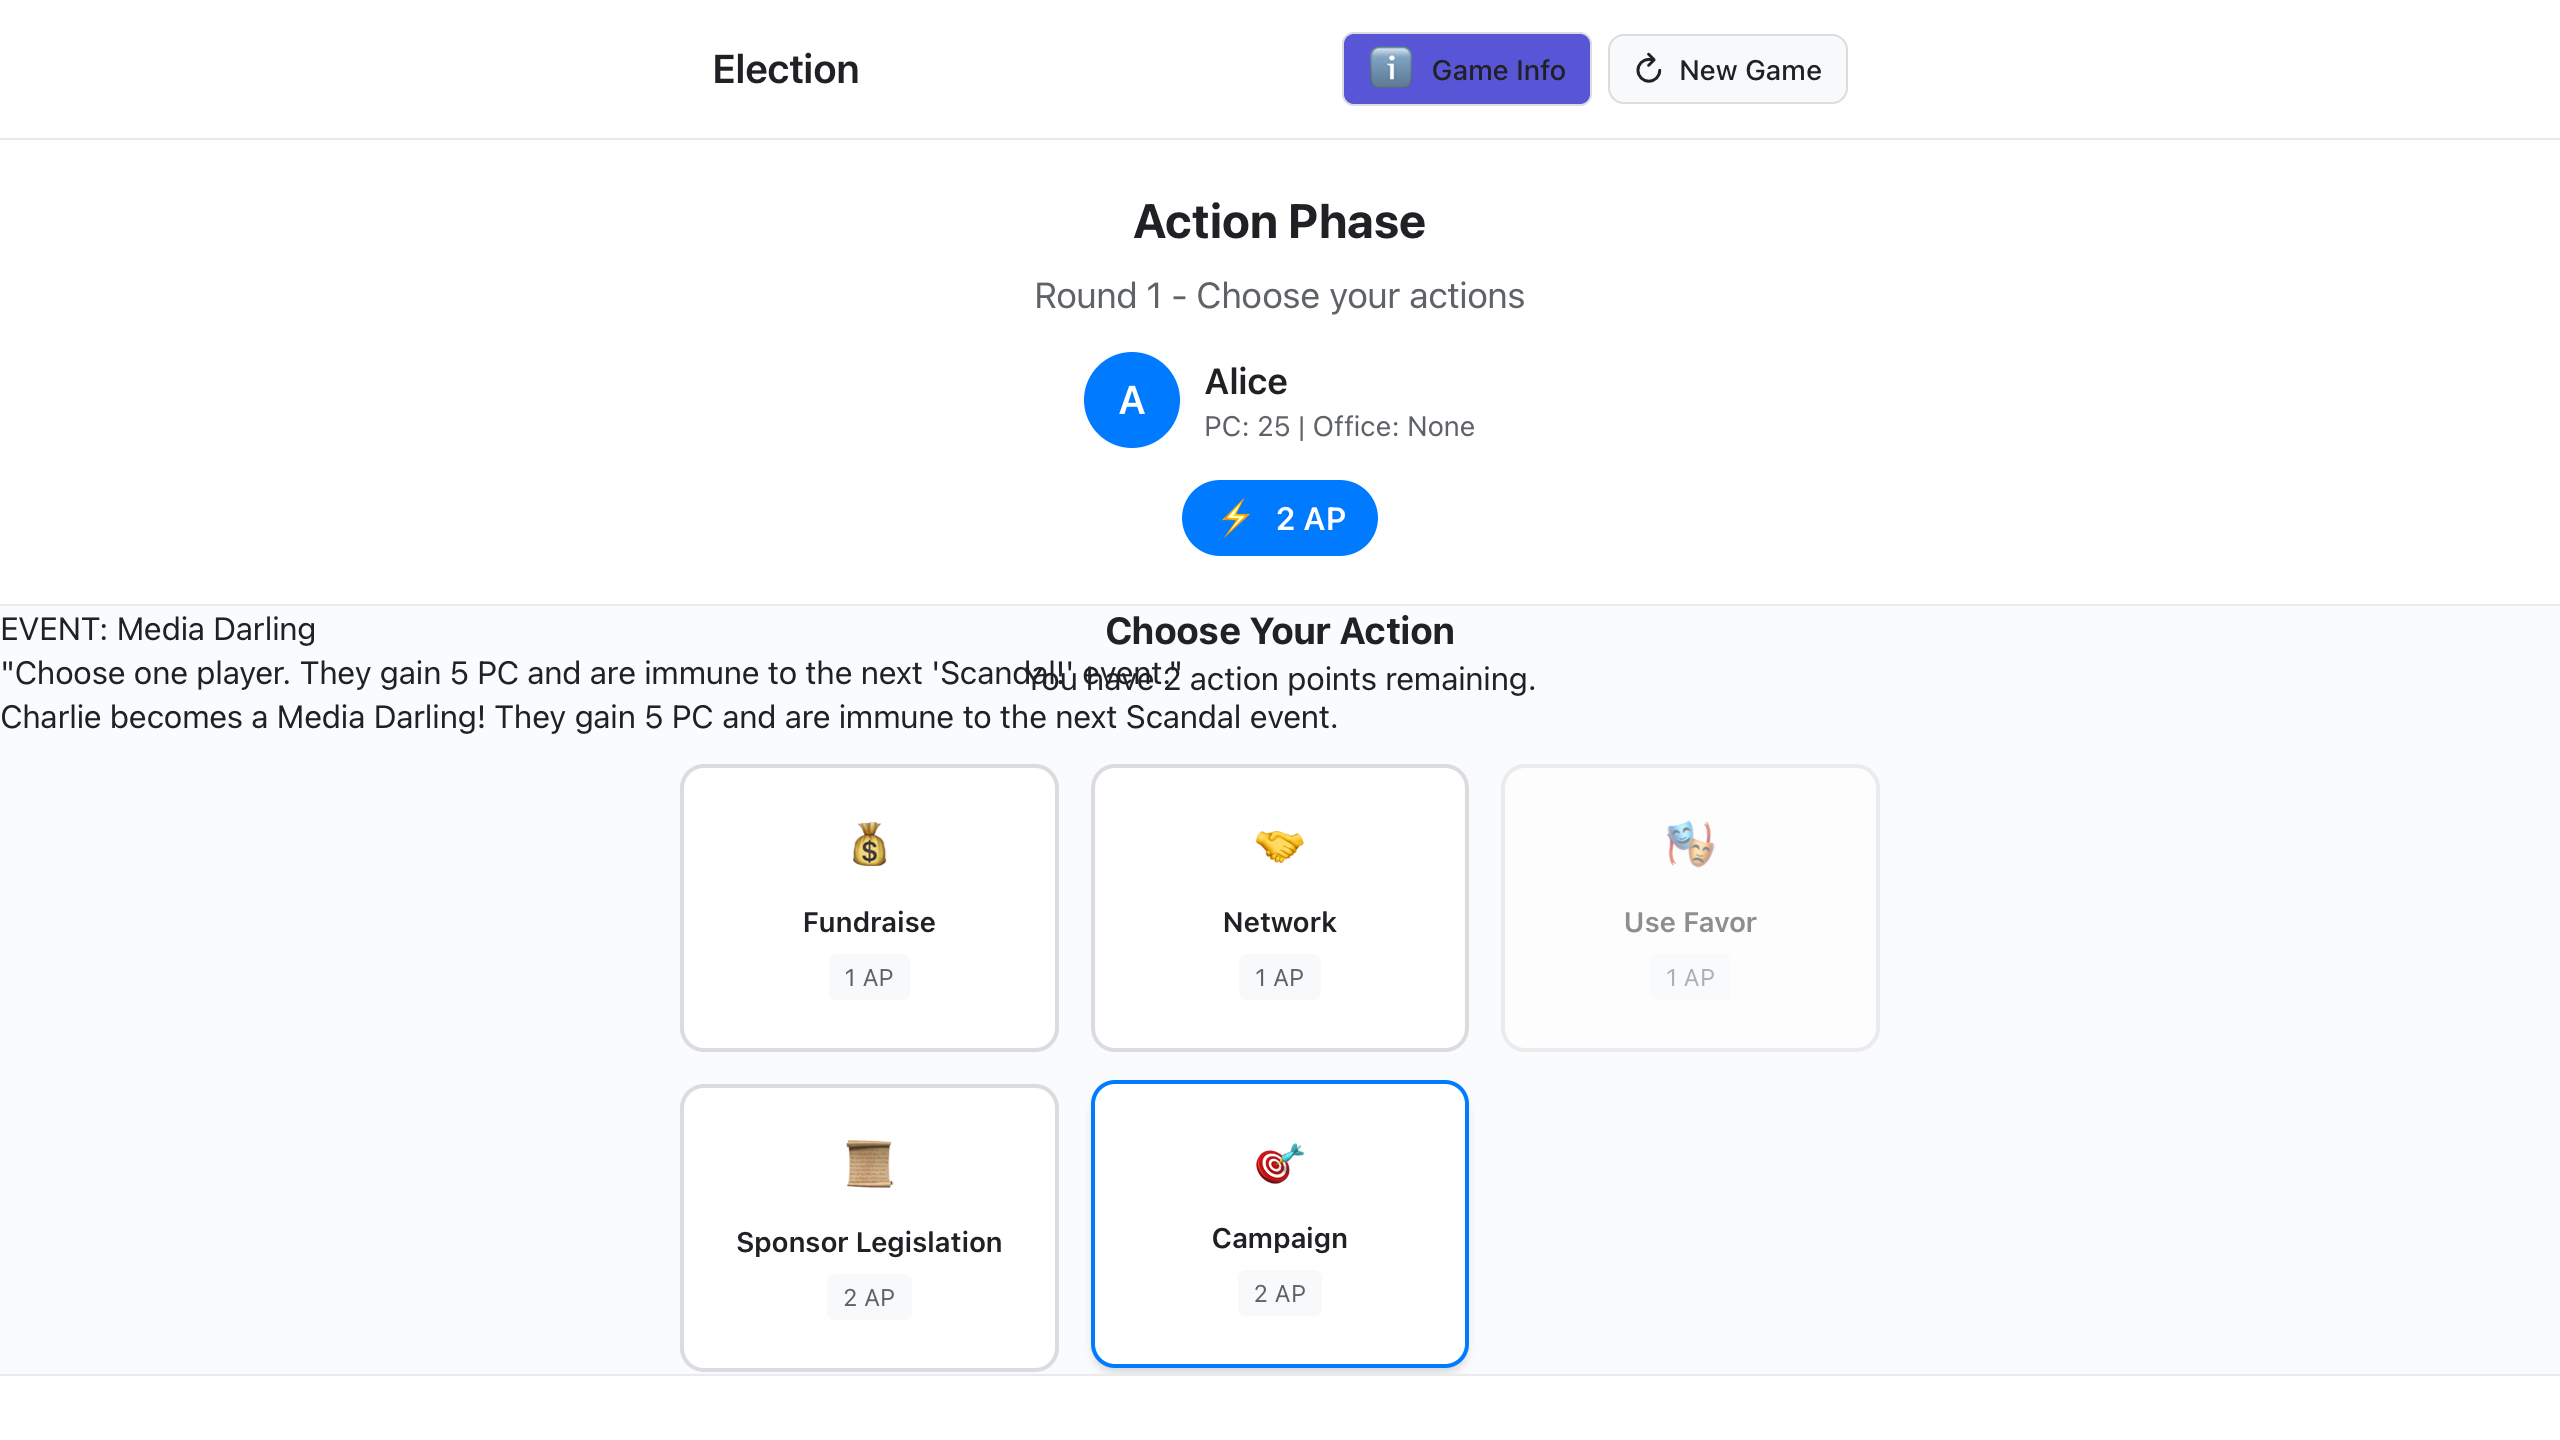 Election
Game Info
New Game
Action Phase
Round 1 - Choose your actions
A
Alice
PC: 25 | Office: None
2 AP
EVENT: Media Darling
"Choose one player. They gain 5 PC and are immune to the next 'Scandal!' event."
Charlie becomes a Media Darling! They gain 5 PC and are immune to the next Scandal event.
Choose Your Action
You have 2 action points remaining.
Fundraise
1 AP
Network
1 AP
Use Favor
1 AP
Sponsor Legislation
2 AP
Campaign
2 AP